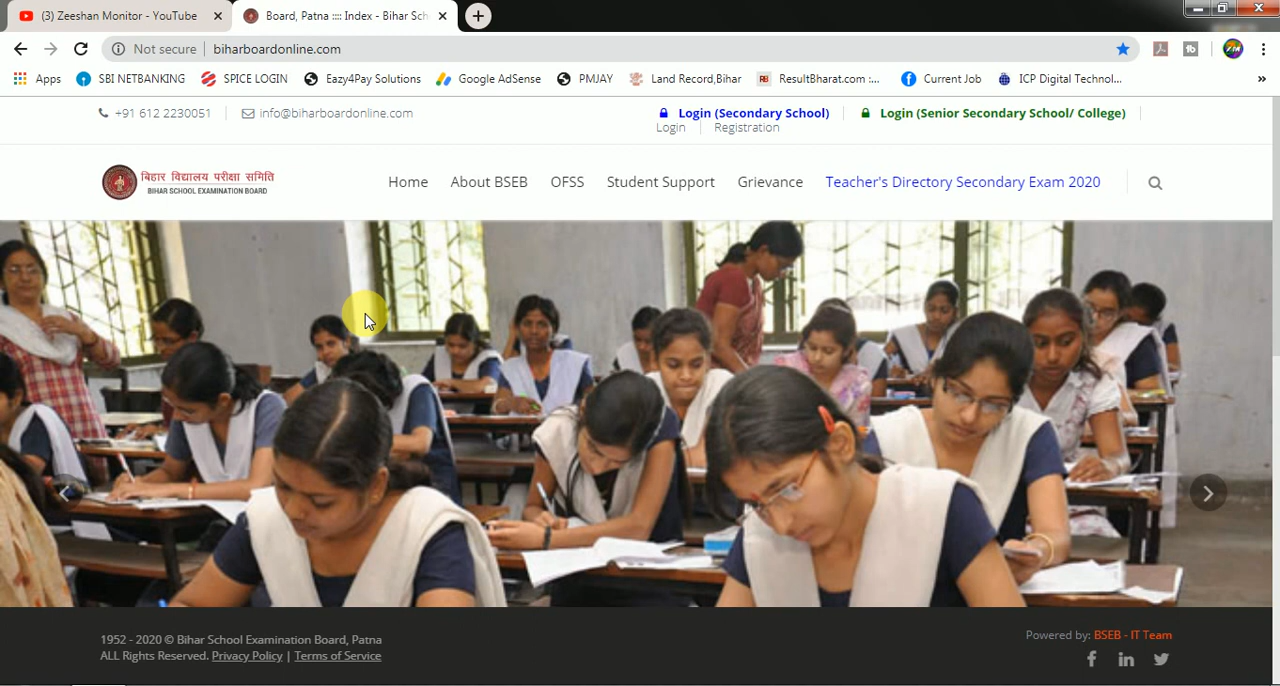 (3) Zeeshan Monitor - YouTube
Board, Patna :::: Index - Bihar Sch
Not secure
biharboardonline.com
Apps
SBI NETBANKING
SPICE LOGIN
Eazy4Pay Solutions
Google AdSense
PMJAY
Land Record,Bihar
RB
ResultBharat.com :...
Current Job
ICP Digital Technol...
»
+91 612 2230051
info@biharboardonline.com
Login (Secondary School)
Login (Senior Secondary School/ College)
Login
Registration
बिहार विद्यालय परीक्षा समिति
BIHAR SCHOOL EXAMINATION BOARD
Home
About BSEB
OFSS
Student Support
Grievance
Teacher's Directory Secondary Exam 2020
1952 - 2020 © Bihar School Examination Board, Patna
ALL Rights Reserved. Privacy Policy | Terms of Service
Powered by: BSEB - IT Team